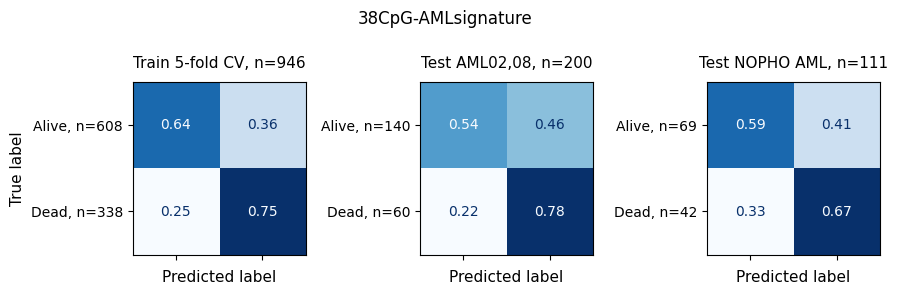 38CpG-AMLsignature
Train 5-fold CV, n=946
Test AML02,08, n=200
Test NOPHO AML, n=111
True label
Alive, n=608
0.64
0.36
Dead, n=338
0.25
0.75
Predicted label
Alive, n=140
0.54
0.46
Dead, n=60
0.22
0.78
Predicted label
Alive, n=69
0.59
0.41
Dead, n=42
0.33
0.67
Predicted label